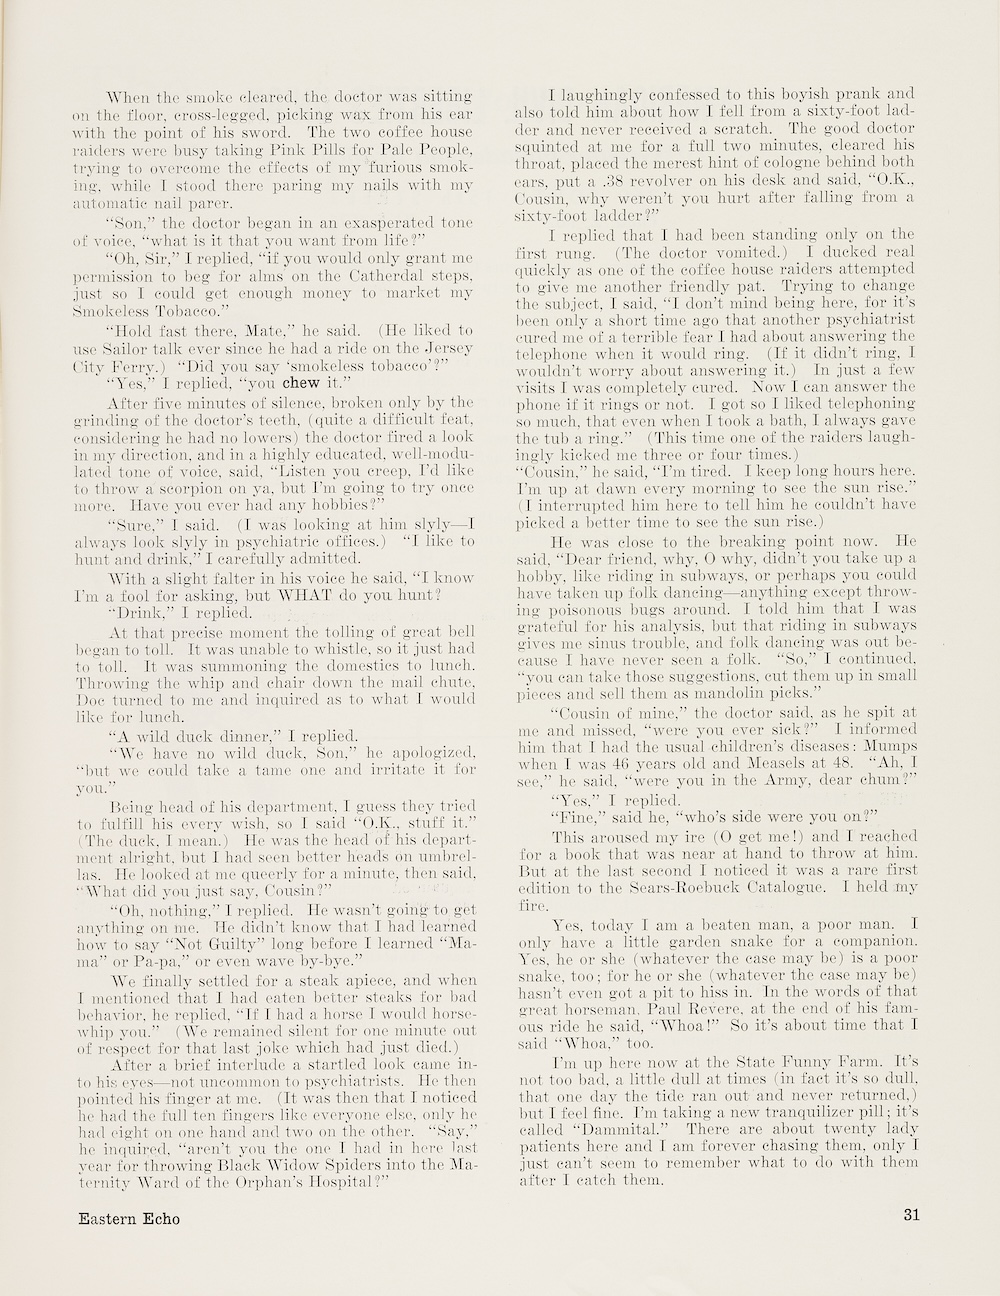 When the smoke cleared, the doctor was sitting
on the floor, cross-legged, picking wax from his ear
with the point of his sword. The two coffee house
raiders were busy taking Pink Pills for Pale People,
trying to overcome the effects of my furious smok-
ing, while I stood there paring my nails with my
automatic nail parer.
“Son,” the doctor began in an exasperated tone
of voice, “what is it that you want from life?”
“Oh, Sir,” I replied, “if you would only grant me
permission to beg for alms on the Catherdal steps,
just so I could get enough money to market my
Smokeless Tobacco.”
“Hold fast there, Mate,” he said. (He liked to
use Sailor talk ever since he had a ride on the Jersey
City Ferry.) “Did you say ‘smokeless tobacco’?”
“Yes,” I replied, “you chew it.”
After five minutes of silence, broken only by the
grinding of the doctor's teeth, (quite a difficult feat,
considering he had no lowers) the doctor fired a look
in my direction, and in a highly educated, well-modu-
lated tone of voice, said, “Listen you creep, I'd like
to throw a scorpion on ya, but I'm going to try once
more. Have you ever had any hobbies?”
“Sure,” I said. (I was looking at him slyly—I
always look slyly in psychiatric offices.) “I like to
hunt and drink,” I carefully admitted.
With a slight falter in his voice he said, “I know
I'm a fool for asking, but WHAT do you hunt?
“Drink,” I replied.
At that precise moment the tolling of great bell
began to toll. It was unable to whistle, so it just had
to toll. It was summoning the domestics to lunch.
Throwing the whip and chair down the mail chute,
Doc turned to me and inquired as to what I would
like for lunch.
“A wild duck dinner,” I replied.
“We have no wild duck, Son,” he apologized,
“but we could take a tame one and irritate it for
you.”
Being head of his department, I guess they tried
to fulfill his every wish, so I said “O.K., stuff it.”
(The duck, I mean.) He was the head of his depart-
ment alright, but I had seen better heads on umbrel-
las. He looked at me queerly for a minute, then said,
“What did you just say, Cousin?”
“Oh, nothing,” I replied. He wasn't going to get
anything on me. He didn't know that I had learned
how to say “Not Guilty” long before I learned “Ma-
ma” or Pa-pa,” or even wave by-bye.”
We finally settled for a steak apiece, and when
I mentioned that I had eaten better steaks for bad
behavior, he replied, “If I had a horse I would horse-
whip you.” (We remained silent for one minute out
of respect for that last joke which had just died.)
After a brief interlude a startled look came in-
to his eyes—not uncommon to psychiatrists. He then
pointed his finger at me. (It was then that I noticed
he had the full ten fingers like everyone else, only he
had eight on one hand and two on the other. “Say,”
he inquired, “aren't you the one I had in here last
year for throwing Black Widow Spiders into the Ma-
ternity Ward of the Orphan's Hospital?”
I laughingly confessed to this boyish prank and
also told him about how I fell from a sixty-foot lad-
der and never received a scratch. The good doctor
squinted at me for a full two minutes, cleared his
throat, placed the merest hint of cologne behind both
ears, put a .38 revolver on his desk and said, “O.K.,
Cousin, why weren't you hurt after falling from a
sixty-foot ladder?”
I replied that I had been standing only on the
first rung. (The doctor vomited.) I ducked real
quickly as one of the coffee house raiders attempted
to give me another friendly pat. Trying to change
the subject, I said, “I don't mind being here, for it's
been only a short time ago that another psychiatrist
cured me of a terrible fear I had about answering the
telephone when it would ring. (If it didn't ring, I
wouldn't worry about answering it.) In just a few
visits I was completely cured. Now I can answer the
phone if it rings or not. I got so I liked telephoning
so much, that even when I took a bath, I always gave
the tub a ring.” (This time one of the raiders laugh-
ingly kicked me three or four times.)
“Cousin,” he said, “I'm tired. I keep long hours here.
I'm up at dawn every morning to see the sun rise.”
(I interrupted him here to tell him he couldn't have
picked a better time to see the sun rise.)
He was close to the breaking point now. He
said, “Dear friend, why, O why, didn't you take up a
hobby, like riding in subways, or perhaps you could
have taken up folk dancing—anything except throw-
ing poisonous bugs around. I told him that I was
grateful for his analysis, but that riding in subways
gives me sinus trouble, and folk dancing was out be-
cause I have never seen a folk. “So,” I continued,
“you can take those suggestions, cut them up in small
pieces and sell them as mandolin picks.”
“Cousin of mine,” the doctor said, as he spit at
me and missed, “were you ever sick?” I informed
him that I had the usual children's diseases: Mumps
when I was 46 years old and Measels at 48. “Ah, I
see,” he said, “were you in the Army, dear chum?”
“Yes,” I replied.
“Fine,” said he, “who's side were you on?”
This aroused my ire (O get me!) and I reached
for a book that was near at hand to throw at him.
But at the last second I noticed it was a rare first
edition to the Sears-Roebuck Catalogue. I held my
fire.
Yes, today I am a beaten man, a poor man. I
only have a little garden snake for a companion.
Yes, he or she (whatever the case may be) is a poor
snake, too; for he or she (whatever the case may be)
hasn't even got a pit to hiss in. In the words of that
great horseman, Paul Revere, at the end of his fam-
ous ride he said, “Whoa!” So it's about time that I
said “Whoa,” too.
I'm up here now at the State Funny Farm. It's
not too bad, a little dull at times (in fact it's so dull,
that one day the tide ran out and never returned,)
but I feel fine. I'm taking a new tranquilizer pill; it's
called “Dammital.” There are about twenty lady
patients here and I am forever chasing them, only I
just can't seem to remember what to do with them
after I catch them.
Eastern Echo
31